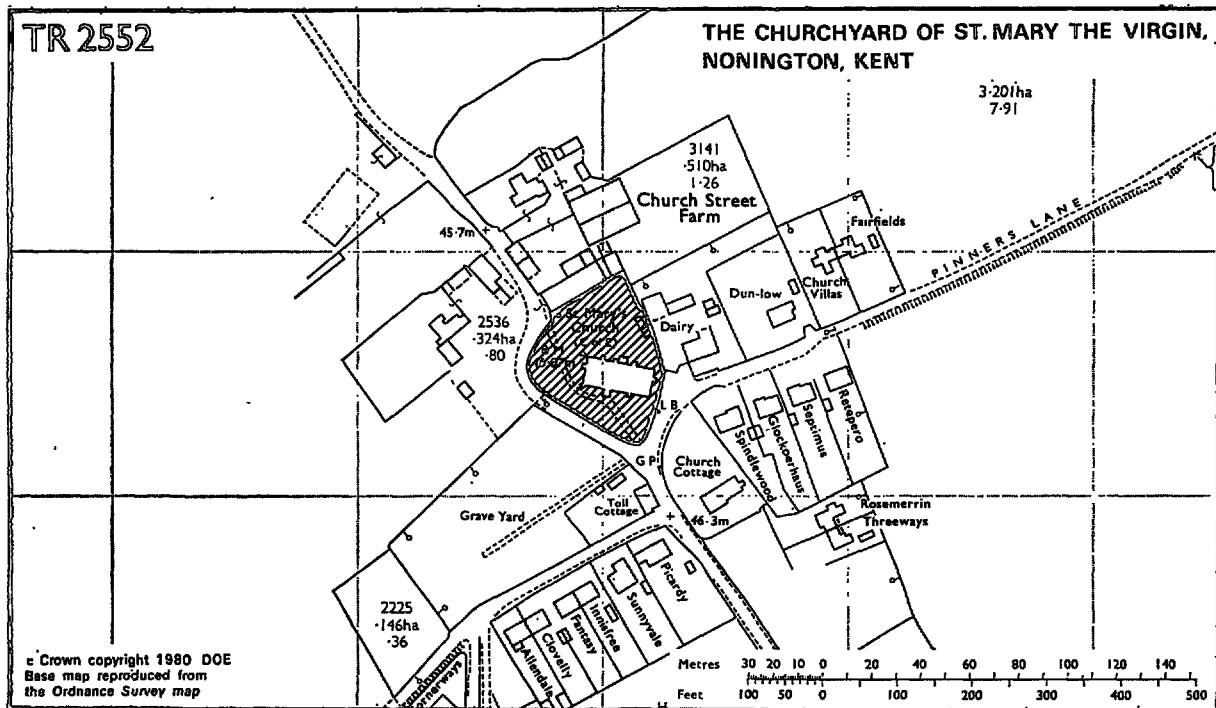 TR 2552
THE CHURCHYARD OF ST. MARY THE VIRGIN,
NONINGTON, KENT
3·201ha
7·91
3141
·510ha
1·26
Church Street
Farm
45·7m
Fairfields
PINNERS LANE
Church
Villas
Dun-low
Dairy
St Mary's
Church
(C of E)
2536
·324ha
·80
L B
G P
Church
Cottage
Spindlewood
Glockoerhaus
Septimus
Retepero
Rosemerrin
Threeways
46·3m
Toll
Cottage
Grave Yard
2225
·146ha
·36
Picardy
Sunnyvale
Innisfree
Fantasy
Clovelly
Allendale
Crown copyright 1980 DOE
Base map reproduced from
the Ordnance Survey map
Metres 30 20 10 0 20 40 60 80 100 120 140
Feet 100 50 0 100 200 300 400 500